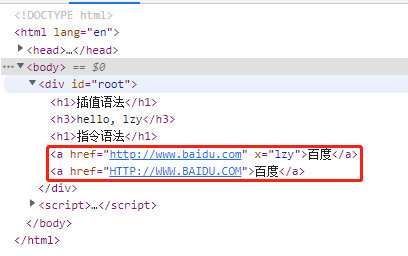 <!DOCTYPE html>
<html lang="en">
<head>…</head>
<body> == $0
<div id="root">
<h1>插值语法</h1>
<h3>hello, lzy</h3>
<h1>指令语法</h1>
<a href="http://www.baidu.com" x="lzy">百度</a>
<a href="HTTP://WWW.BAIDU.COM">百度</a>
</div>
<script>…</script>
</body>
</html>